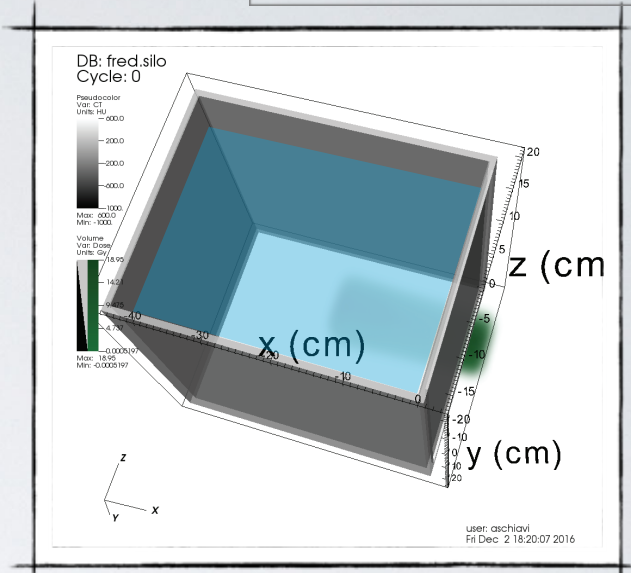 DB: fred.silo
Cycle: 0
Pseudocolor
Var: CT
Units: HU
600.0
200.0
-200.0
-600.0
-1000.
Max: 600.0
Min: -1000.
Volume
Var: Dose
Units: Gy
18.95
14.21
9.475
4.737
-0.0005197
Max: 18.95
Min: -0.0005197
20
15
10
5
0
-5
-10
-15
-20
z (cm
-40
-30
-20
-10
0
x (cm)
-10
0
10
20
y (cm)
Z
X
Y
user: aschiavi
Fri Dec 2 18:20:07 2016